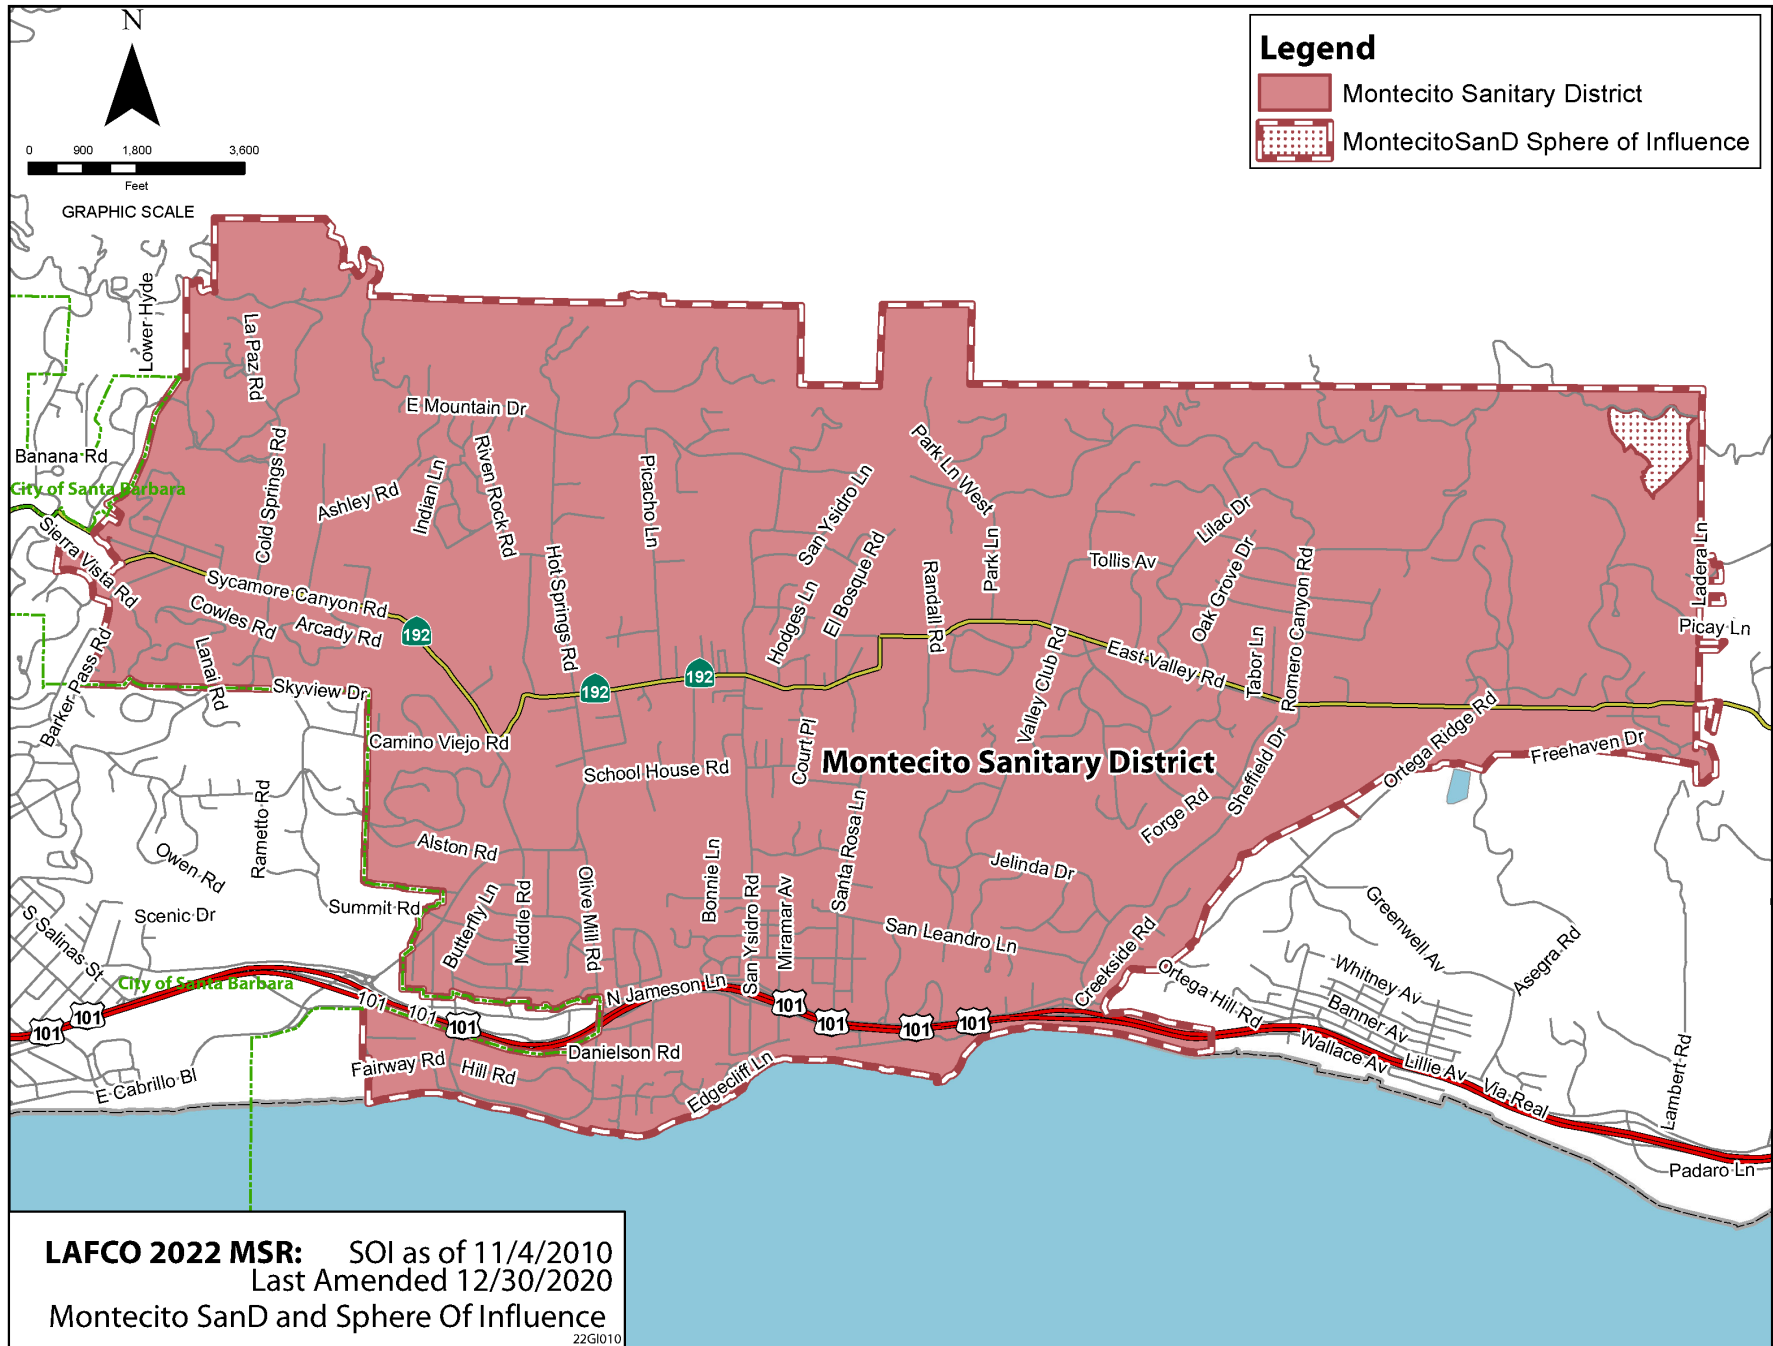 N
0 900 1,800 3,600
Feet
GRAPHIC SCALE
Legend
Montecito Sanitary District
MontecitoSanD Sphere of Influence
Lower Hyde
La Paz Rd
E Mountain Dr
Banana Rd
City of Santa Barbara
Cold Springs Rd
Ashley Rd
Indian Ln
Riven Rock Rd
Picacho Ln
San Ysidro Ln
Park Ln West
Lilac Dr
Sierra Vista Rd
Sycamore Canyon Rd
Hot Springs Rd
Hodges Ln
El Bosque Rd
Randall Rd
Park Ln
Tollis Av
Oak Grove Dr
Romero Canyon Rd
Ladera Ln
Cowles Rd
Arcady Rd
192
Picay Ln
Barker Pass Rd
Lanai Rd
Skyview Dr
192
192
Valley Club Rd
East Valley Rd
Tabor Ln
Camino Viejo Rd
School House Rd
Court Pl
Montecito Sanitary District
Sheffield Dr
Ortega Ridge Rd
Freehaven Dr
Forge Rd
Rametto Rd
Owen Rd
Alston Rd
Bonnie Ln
Santa Rosa Ln
Jelinda Dr
Scenic Dr
Summit Rd
Butterfly Ln
Middle Rd
Olive Mill Rd
San Ysidro Rd
Miramar Av
San Leandro Ln
Greenwell Av
Asegra Rd
S Salinas St
City of Santa Barbara
N Jameson Ln
Creekside Rd
Ortega Hill Rd
Whitney Av
Banner Av
101
101
101
101
101
101
101
101
101
Fairway Rd
Hill Rd
Danielson Rd
Edgecliff Ln
Wallace Av
Lillie Av
Via Real
Lambert Rd
E Cabrillo Bl
Padaro Ln
LAFCO 2022 MSR: SOI as of 11/4/2010
Last Amended 12/30/2020
Montecito SanD and Sphere Of Influence
22GI010